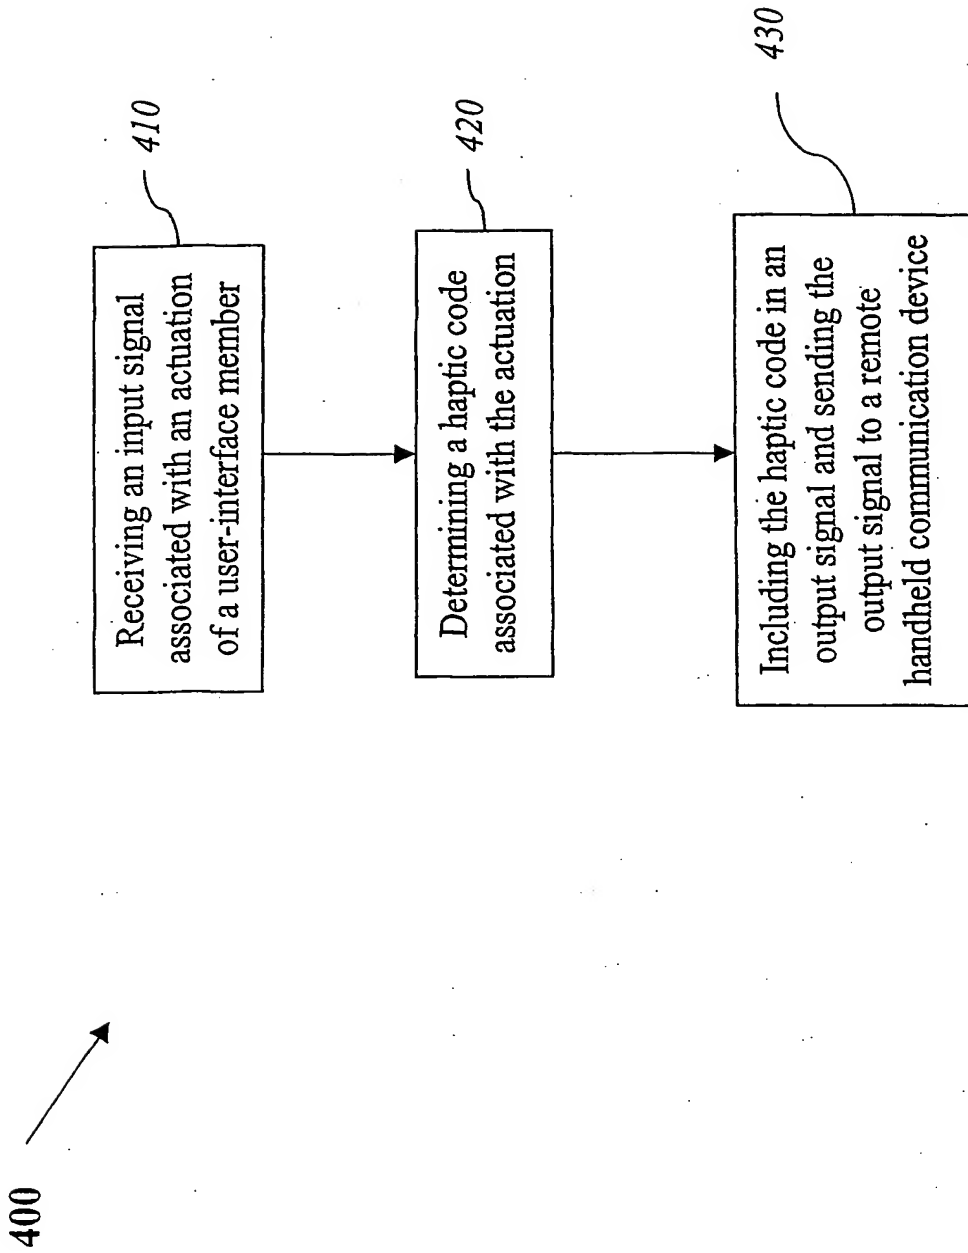 400
Receiving an input signal
associated with an actuation
of a user-interface member
410
Determining a haptic code
associated with the actuation
420
Including the haptic code in an
output signal and sending the
output signal to a remote
handheld communication device
430